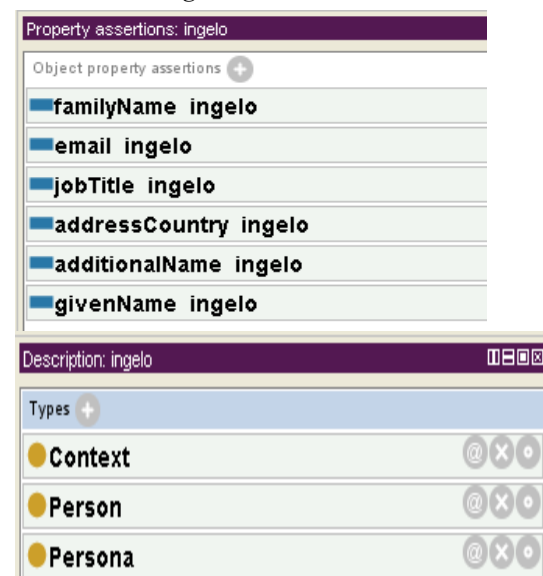 Property assertions: ingelo
Object property assertions
familyName ingelo
email ingelo
jobTitle ingelo
addressCountry ingelo
additionalName ingelo
givenName ingelo
Description: ingelo
Types
Context
Person
Persona